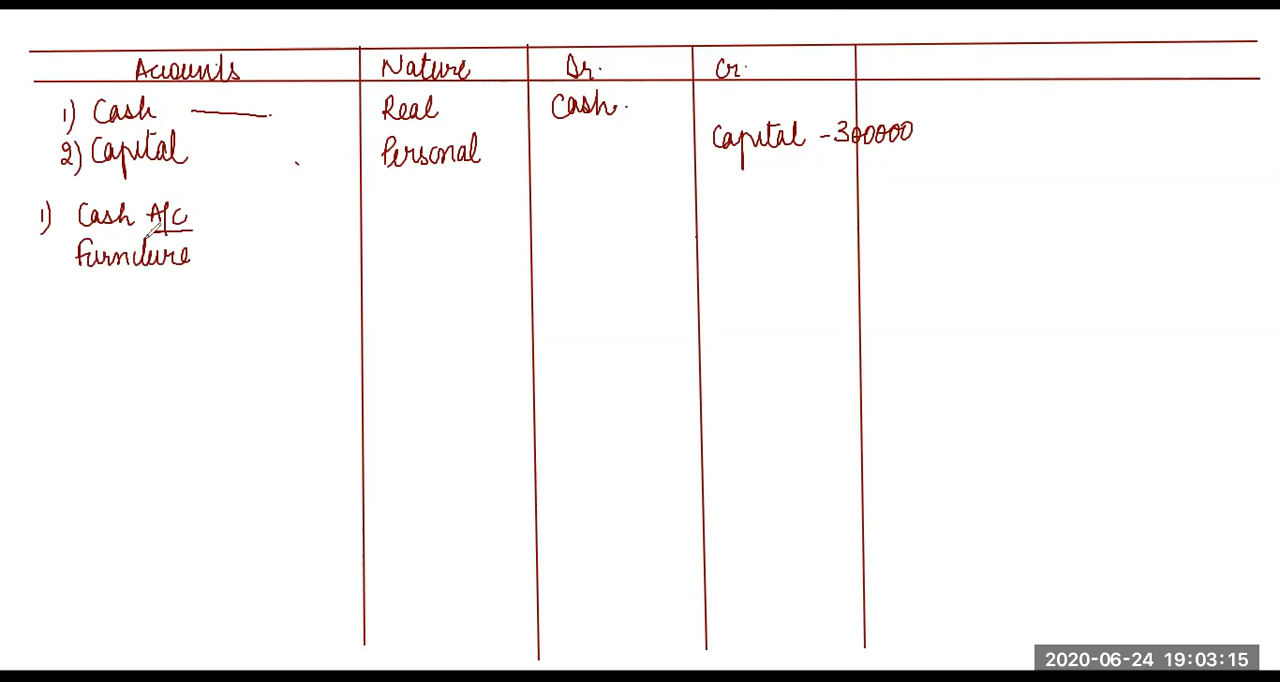 Accounts Nature Dr. Cr.
1) Cash Real Cash.
2) Capital Personal Capital - 300000
1) Cash A/C
Furniture
2020-06-24 19:03:15